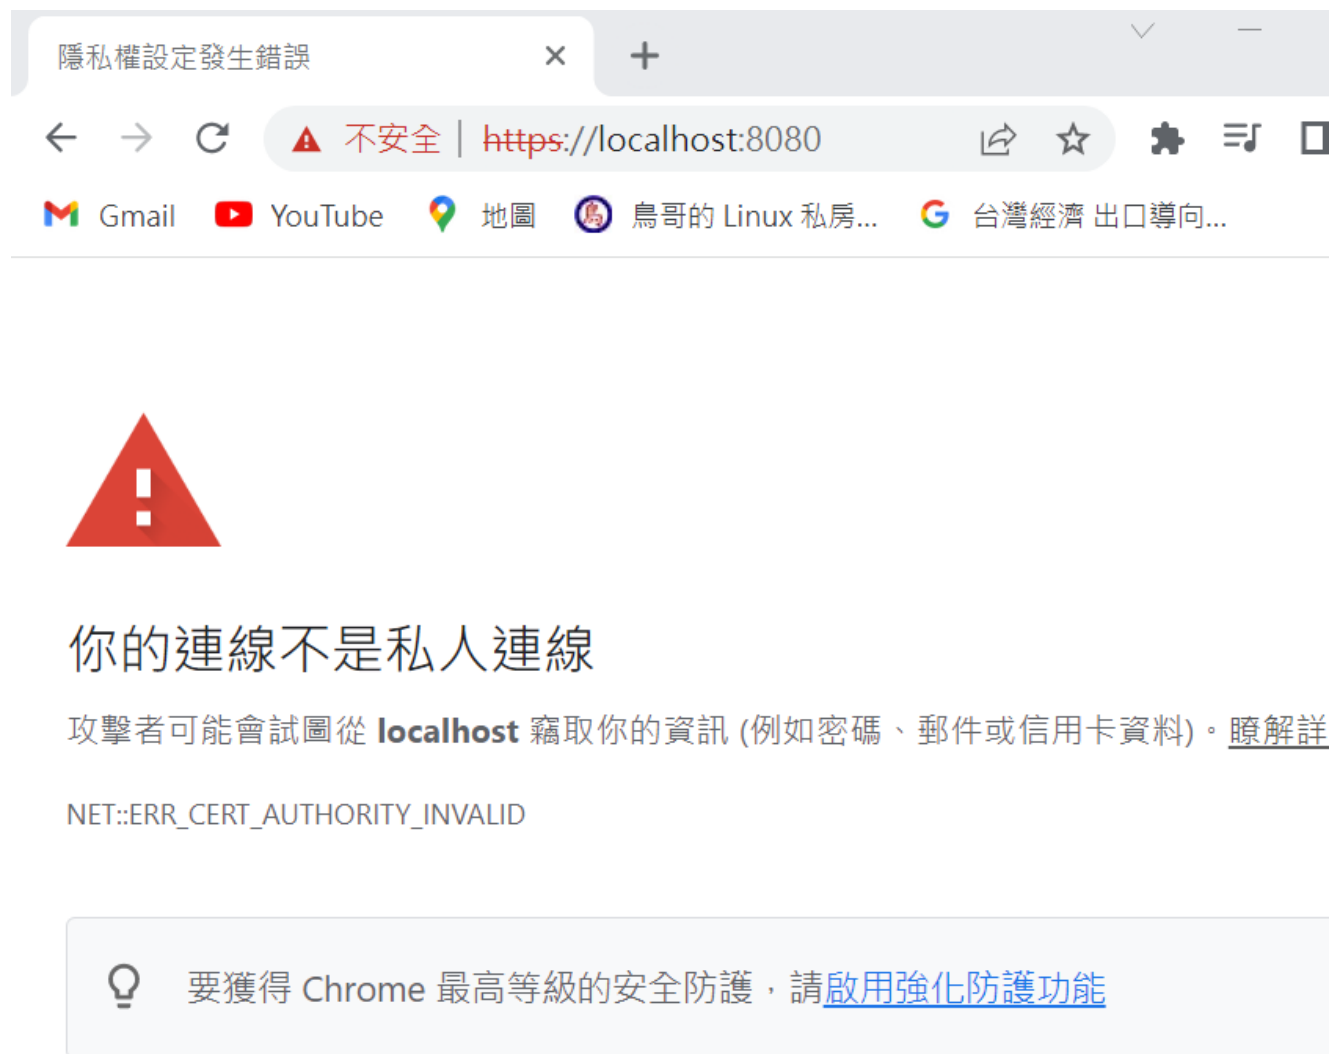 隱私權設定發生錯誤
不安全 | https://localhost:8080
Gmail YouTube 地圖 鳥哥的 Linux 私房... 台灣經濟 出口導向...
你的連線不是私人連線
攻擊者可能會試圖從 localhost 竊取你的資訊 (例如密碼、郵件或信用卡資料)。瞭解詳
NET::ERR_CERT_AUTHORITY_INVALID
要獲得 Chrome 最高等級的安全防護，請啟用強化防護功能